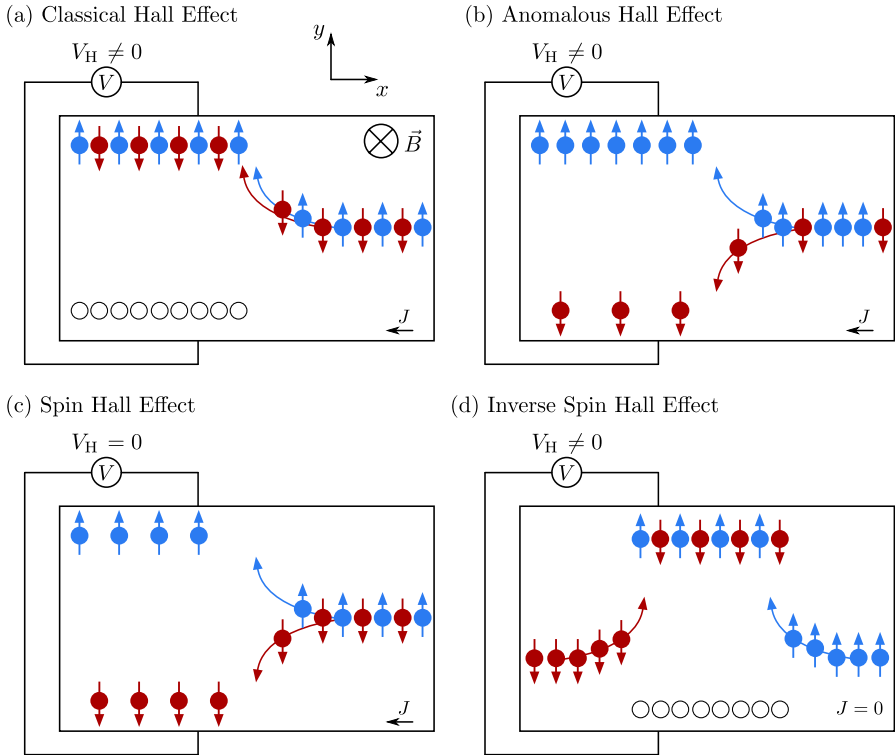 (a) Classical Hall Effect
V_H ≠ 0
V
y
x
B⃗
J
(b) Anomalous Hall Effect
V_H ≠ 0
V
J
(c) Spin Hall Effect
V_H = 0
V
J
(d) Inverse Spin Hall Effect
V_H ≠ 0
V
J = 0